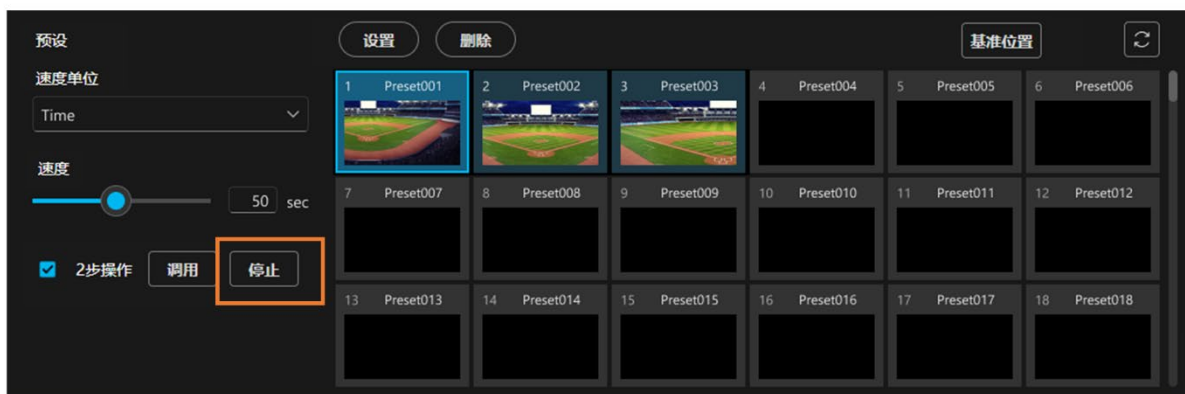 预设
设置 删除 基准位置
速度单位
Time
速度
50 sec
2步操作 调用 停止
1 Preset001 2 Preset002 3 Preset003 4 Preset004 5 Preset005 6 Preset006
7 Preset007 8 Preset008 9 Preset009 10 Preset010 11 Preset011 12 Preset012
13 Preset013 14 Preset014 15 Preset015 16 Preset016 17 Preset017 18 Preset018